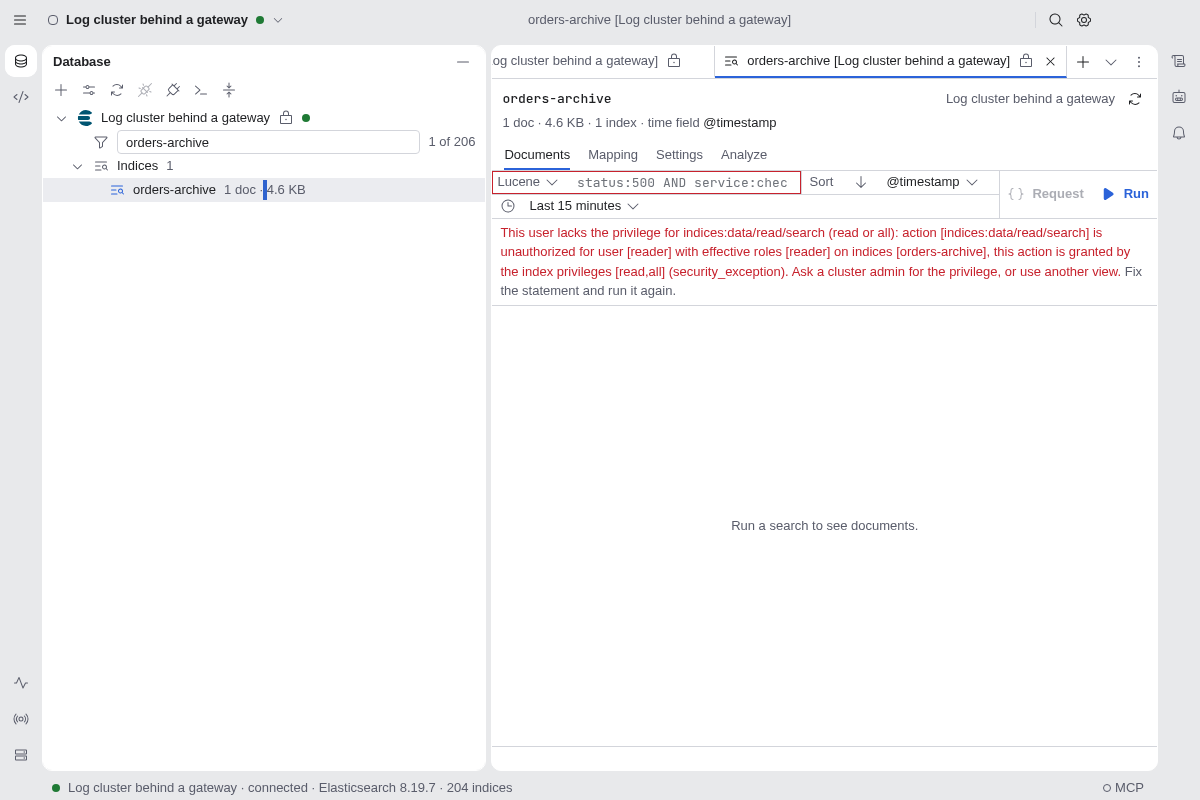 Log cluster behind a gateway
orders-archive [Log cluster behind a gateway]
Database
og cluster behind a gateway]
orders-archive [Log cluster behind a gateway]
Log cluster behind a gateway
orders-archive
1 of 206
Indices 1
orders-archive 1 doc · 4.6 KB
orders-archive
Log cluster behind a gateway
1 doc · 4.6 KB · 1 index · time field @timestamp
Documents Mapping Settings Analyze
Lucene status:500 AND service:chec Sort @timestamp
{ } Request Run
Last 15 minutes
This user lacks the privilege for indices:data/read/search (read or all): action [indices:data/read/search] is
unauthorized for user [reader] with effective roles [reader] on indices [orders-archive], this action is granted by
the index privileges [read,all] (security_exception). Ask a cluster admin for the privilege, or use another view. Fix
the statement and run it again.
Run a search to see documents.
Log cluster behind a gateway · connected · Elasticsearch 8.19.7 · 204 indices
MCP